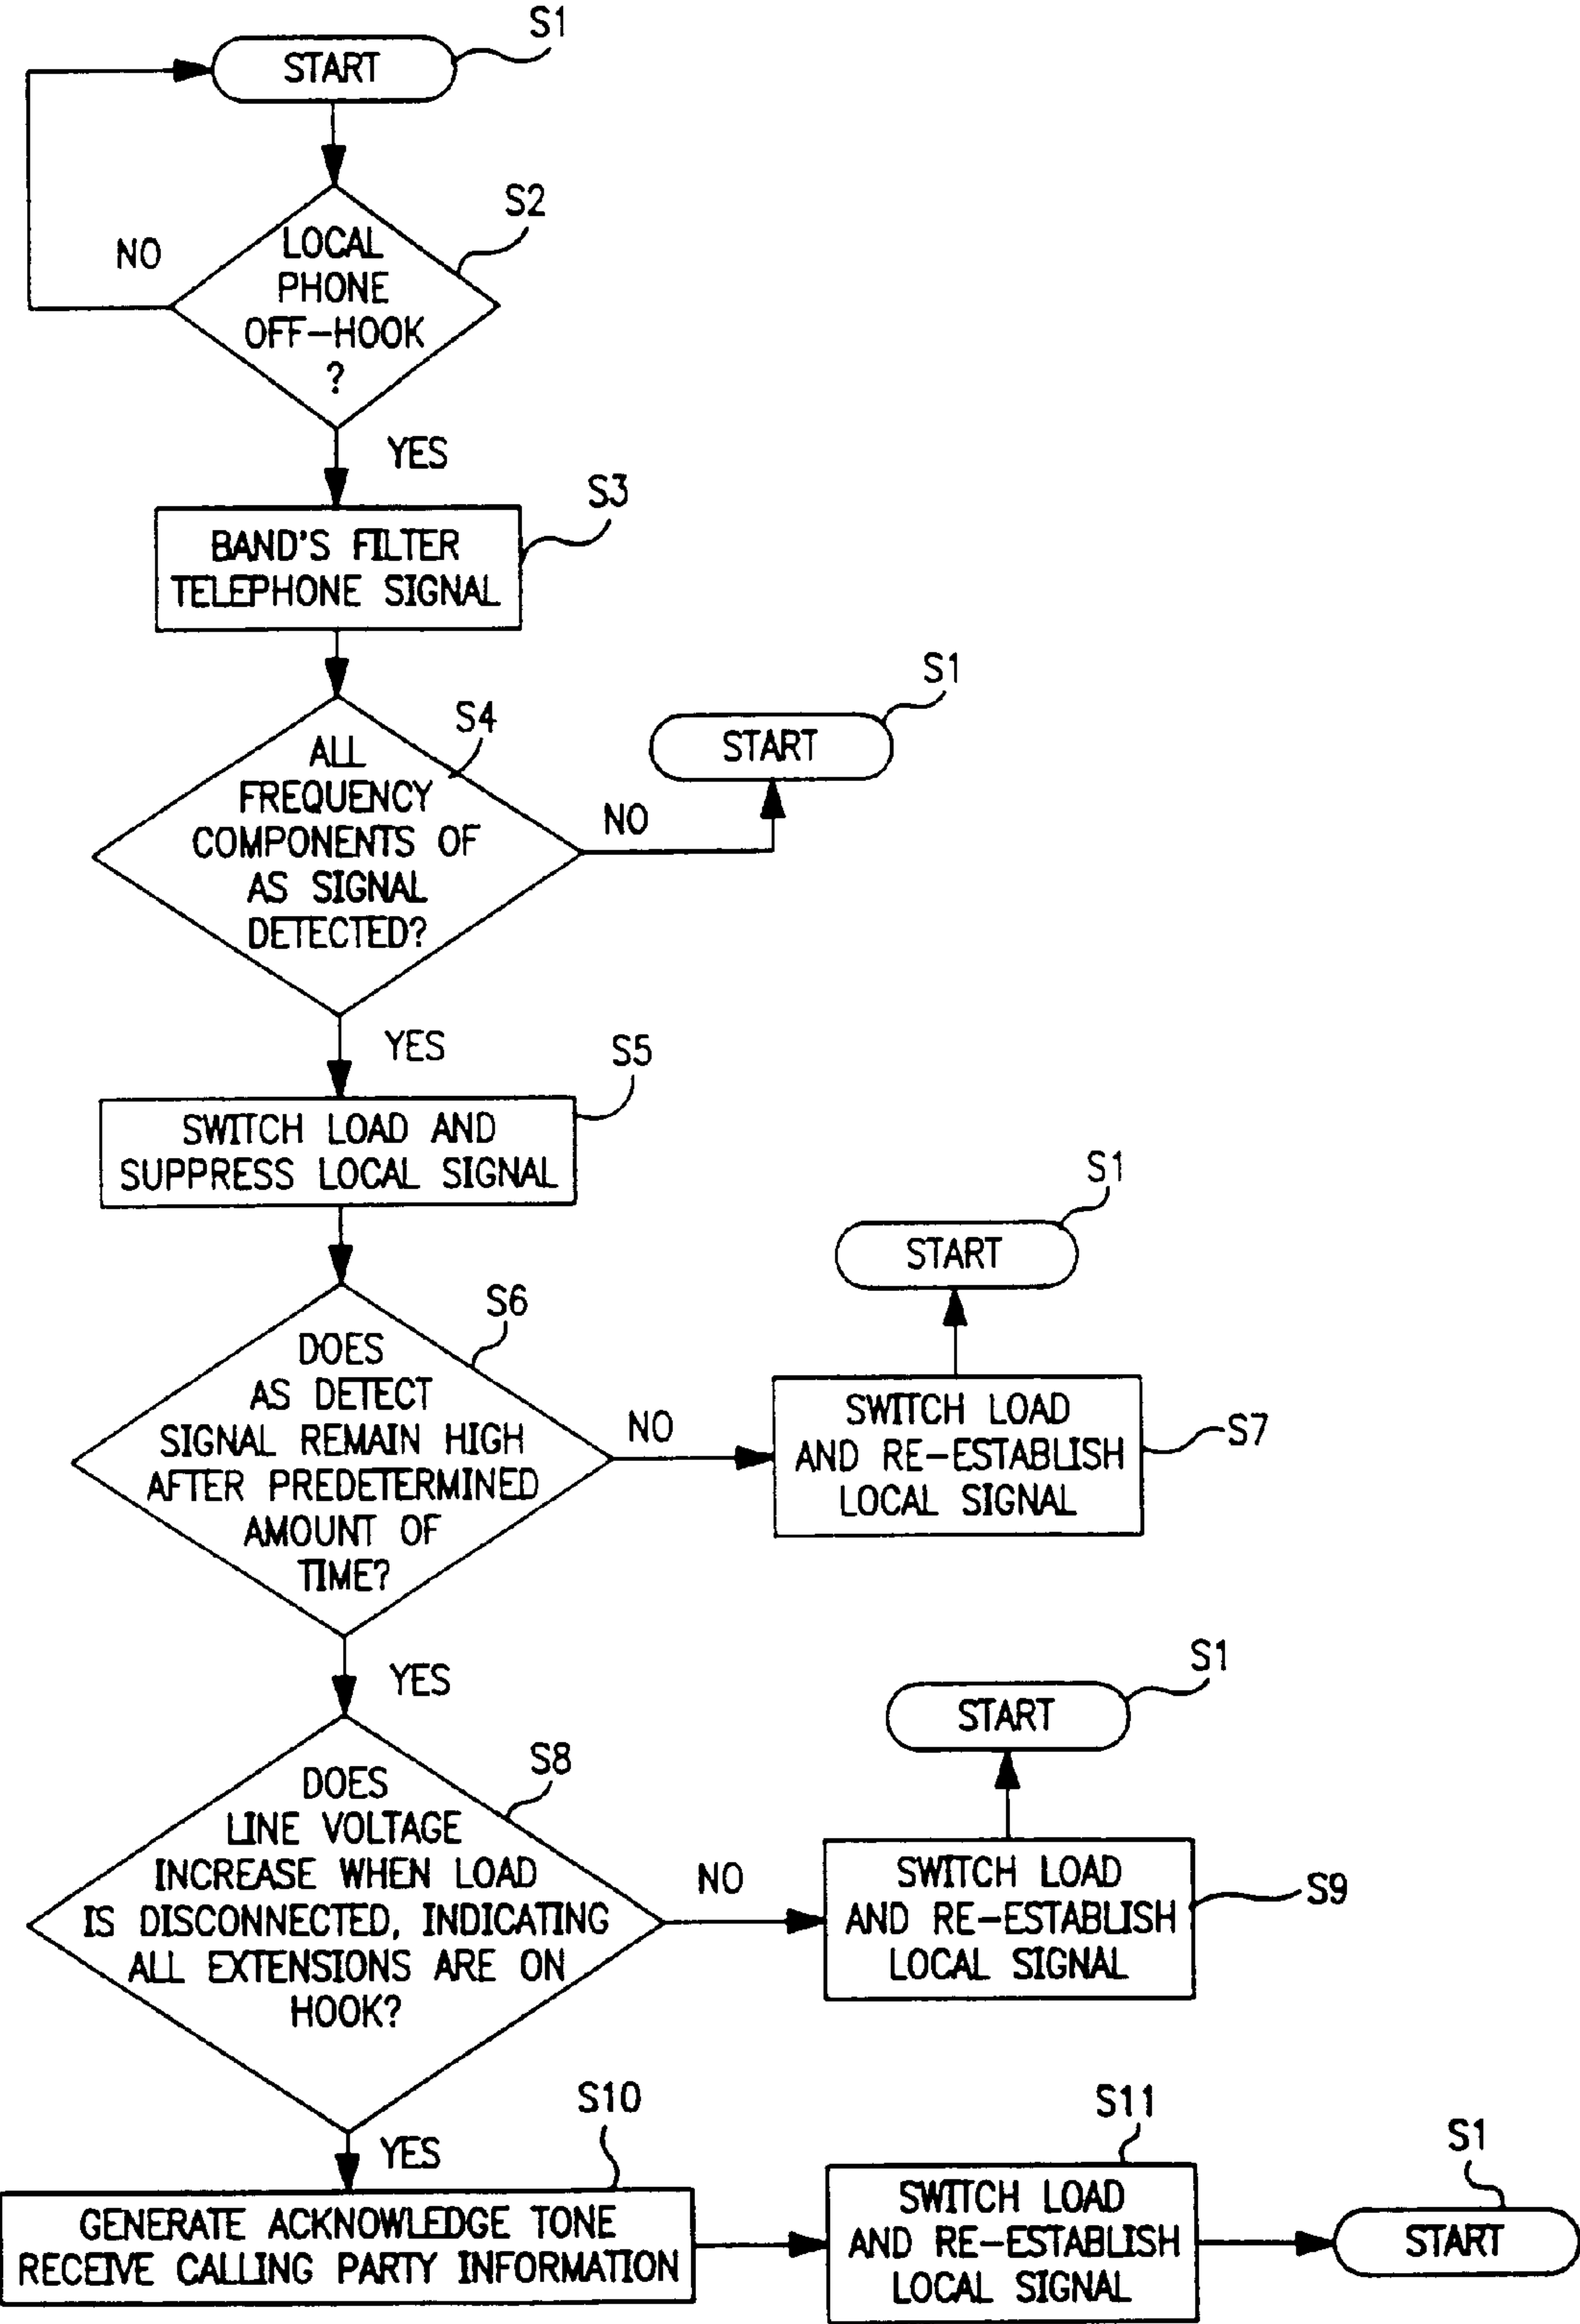 S1
START
S2
NO
LOCAL
PHONE
OFF-HOOK
?
YES
S3
BAND'S FILTER
TELEPHONE SIGNAL
S4
ALL
FREQUENCY
COMPONENTS OF
AS SIGNAL
DETECTED?
NO
S1
START
YES
S5
SWITCH LOAD AND
SUPPRESS LOCAL SIGNAL
S6
DOES
AS DETECT
SIGNAL REMAIN HIGH
AFTER PREDETERMINED
AMOUNT OF
TIME?
NO
S1
START
SWITCH LOAD
AND RE-ESTABLISH
LOCAL SIGNAL
S7
YES
S8
DOES
LINE VOLTAGE
INCREASE WHEN LOAD
IS DISCONNECTED, INDICATING
ALL EXTENSIONS ARE ON
HOOK?
NO
S1
START
SWITCH LOAD
AND RE-ESTABLISH
LOCAL SIGNAL
S9
YES
S10
GENERATE ACKNOWLEDGE TONE
RECEIVE CALLING PARTY INFORMATION
S11
SWITCH LOAD
AND RE-ESTABLISH
LOCAL SIGNAL
S1
START